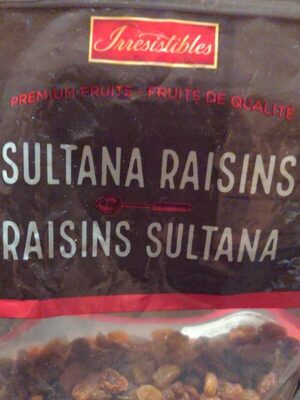 Irresistibles
PREMIUM FRUITS - FRUITS DE QUALITÉ
SULTANA RAISINS
RAISINS SULTANA